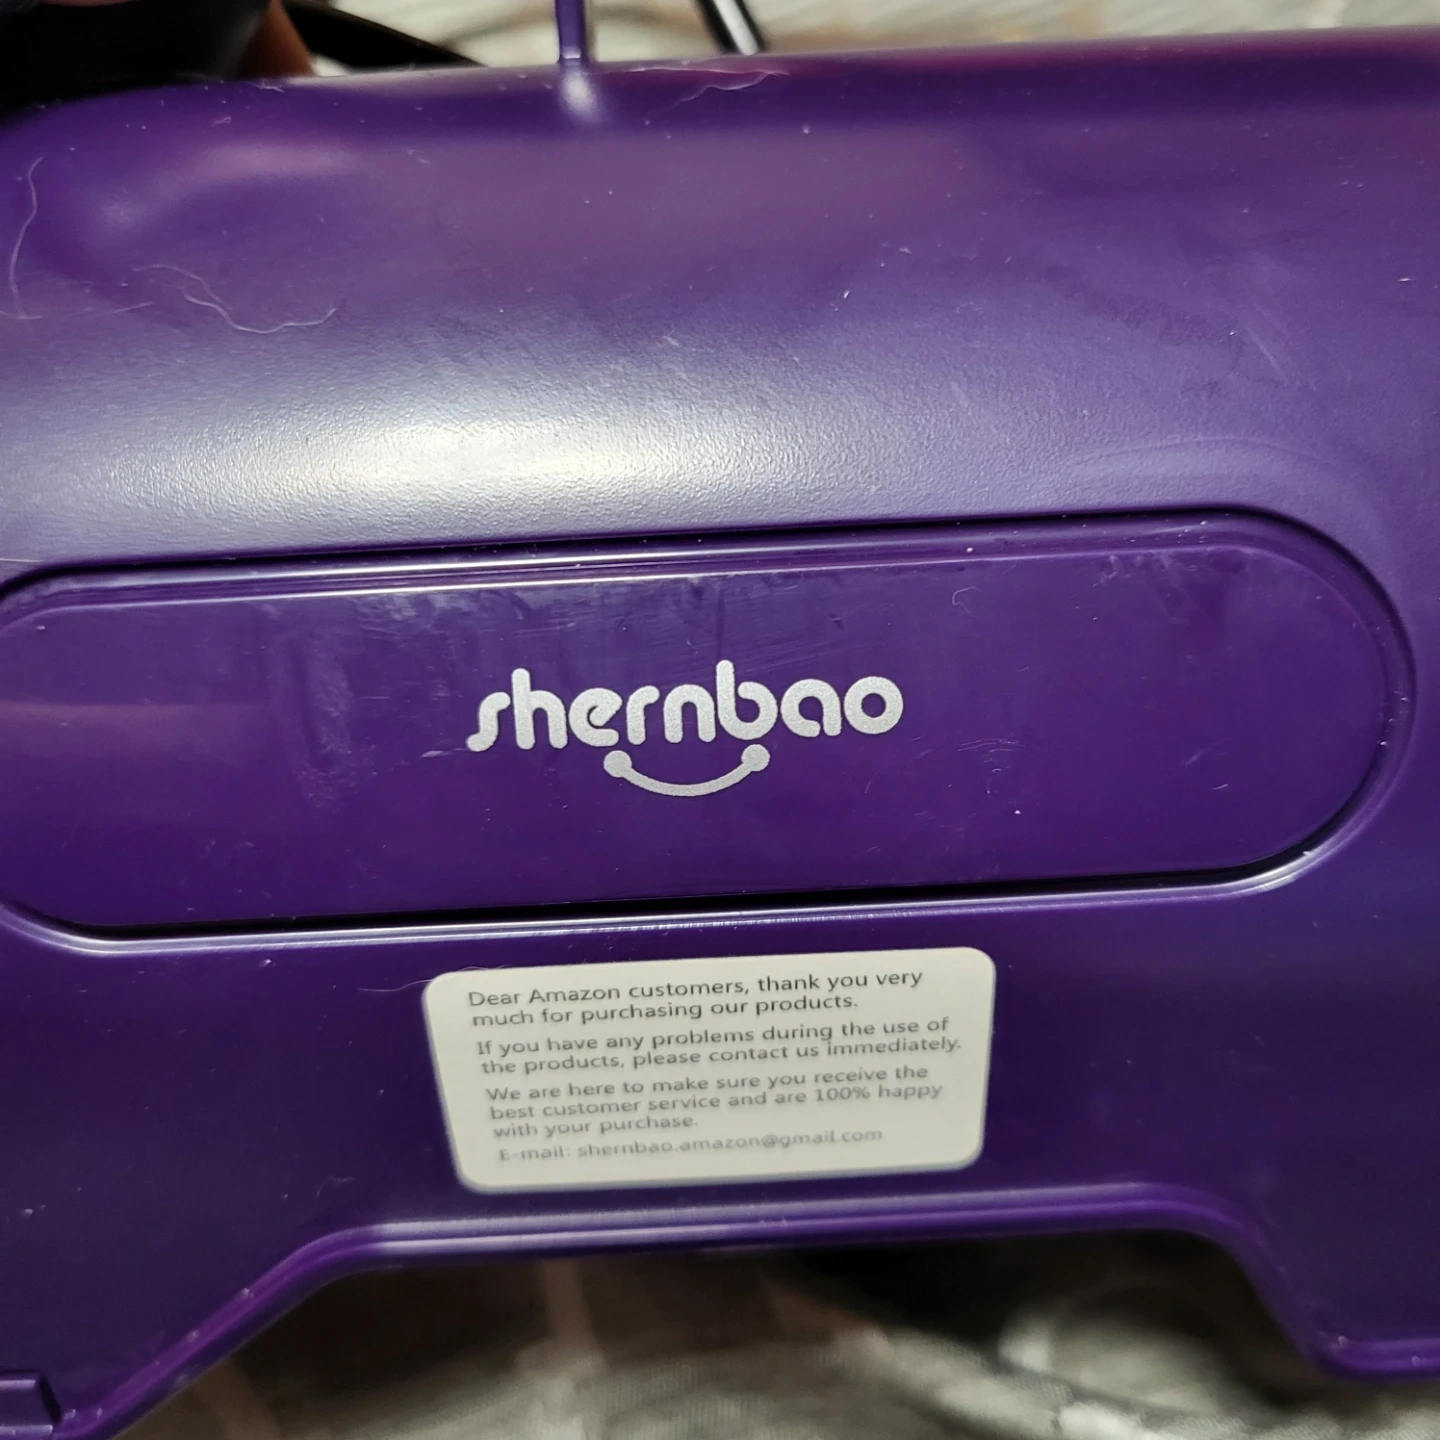 shernbao
Dear Amazon customers, thank you very
much for purchasing our products.
If you have any problems during the use of
the products, please contact us immediately.
We are here to make sure you receive the
best customer service and are 100% happy
with your purchase.
E-mail: shernbao.amazon@gmail.com